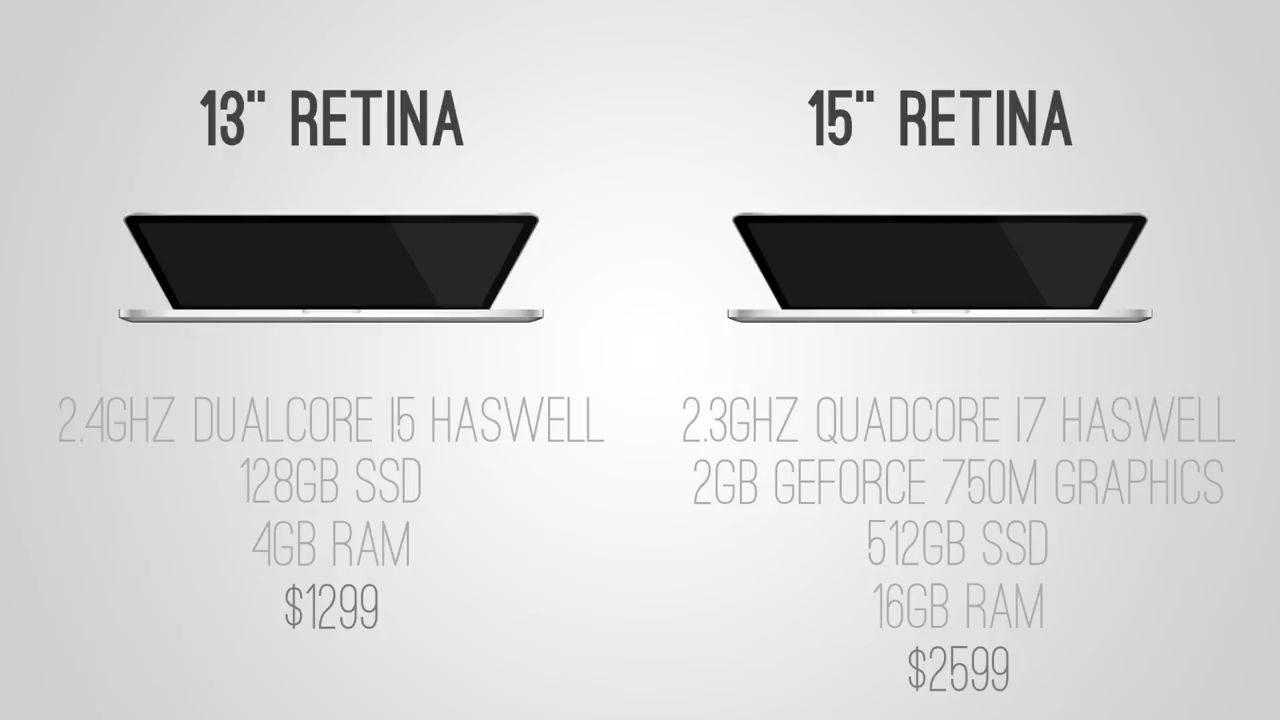 13" RETINA
2.4GHZ DUALCORE I5 HASWELL
128GB SSD
4GB RAM
$1299
15" RETINA
2.3GHZ QUADCORE I7 HASWELL
2GB GEFORCE 750M GRAPHICS
512GB SSD
16GB RAM
$2599